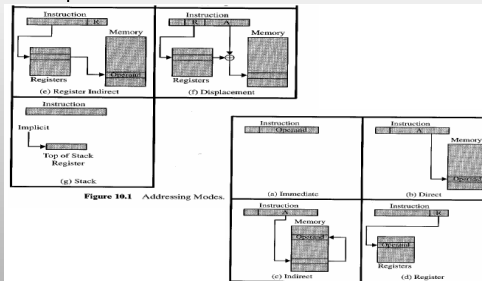 Instruction
R
Memory
Operand
Registers
(e) Register Indirect
Instruction
R A
Memory
+
Registers
(f) Displacement
Instruction
Implicit
Top of Stack
Register
(g) Stack
Figure 10.1 Addressing Modes.
Instruction
Operand
(a) Immediate
Instruction
A
Memory
Operand
(b) Direct
Instruction
A
Memory
Operand
(c) Indirect
Instruction
R
Operand
Registers
(d) Register